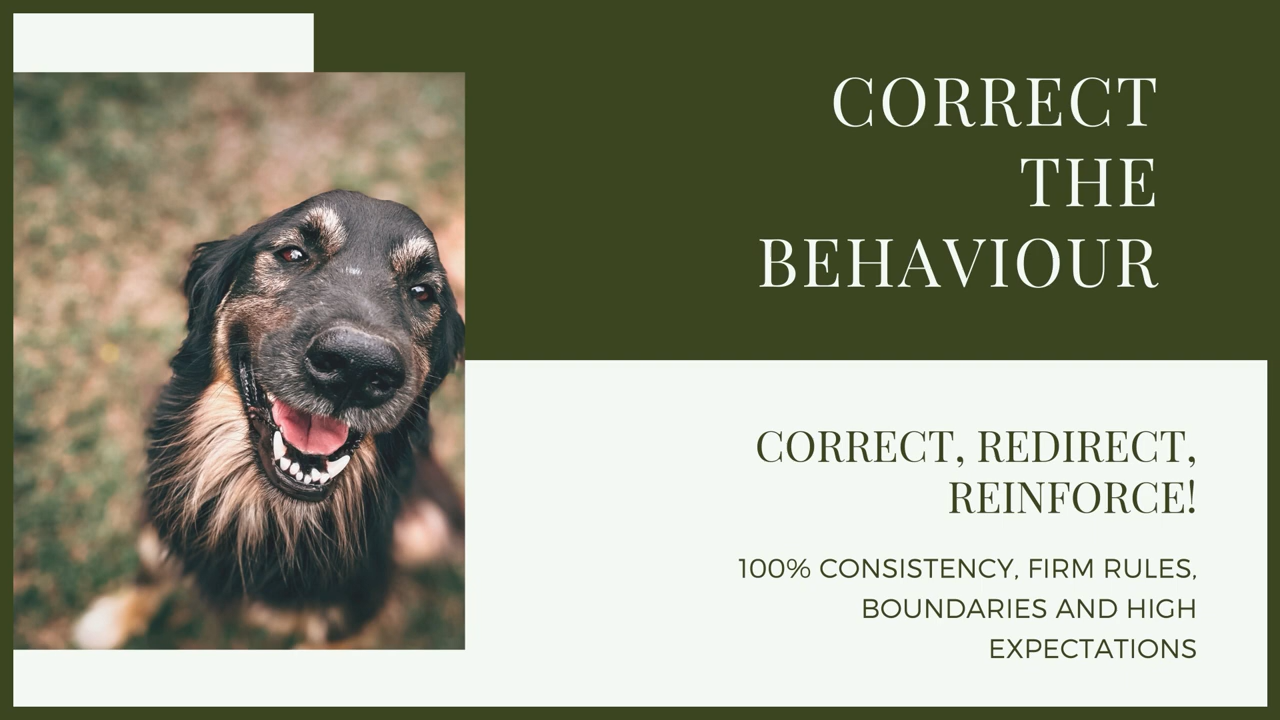 CORRECT
THE
BEHAVIOUR
CORRECT, REDIRECT,
REINFORCE!
100% CONSISTENCY, FIRM RULES,
BOUNDARIES AND HIGH
EXPECTATIONS